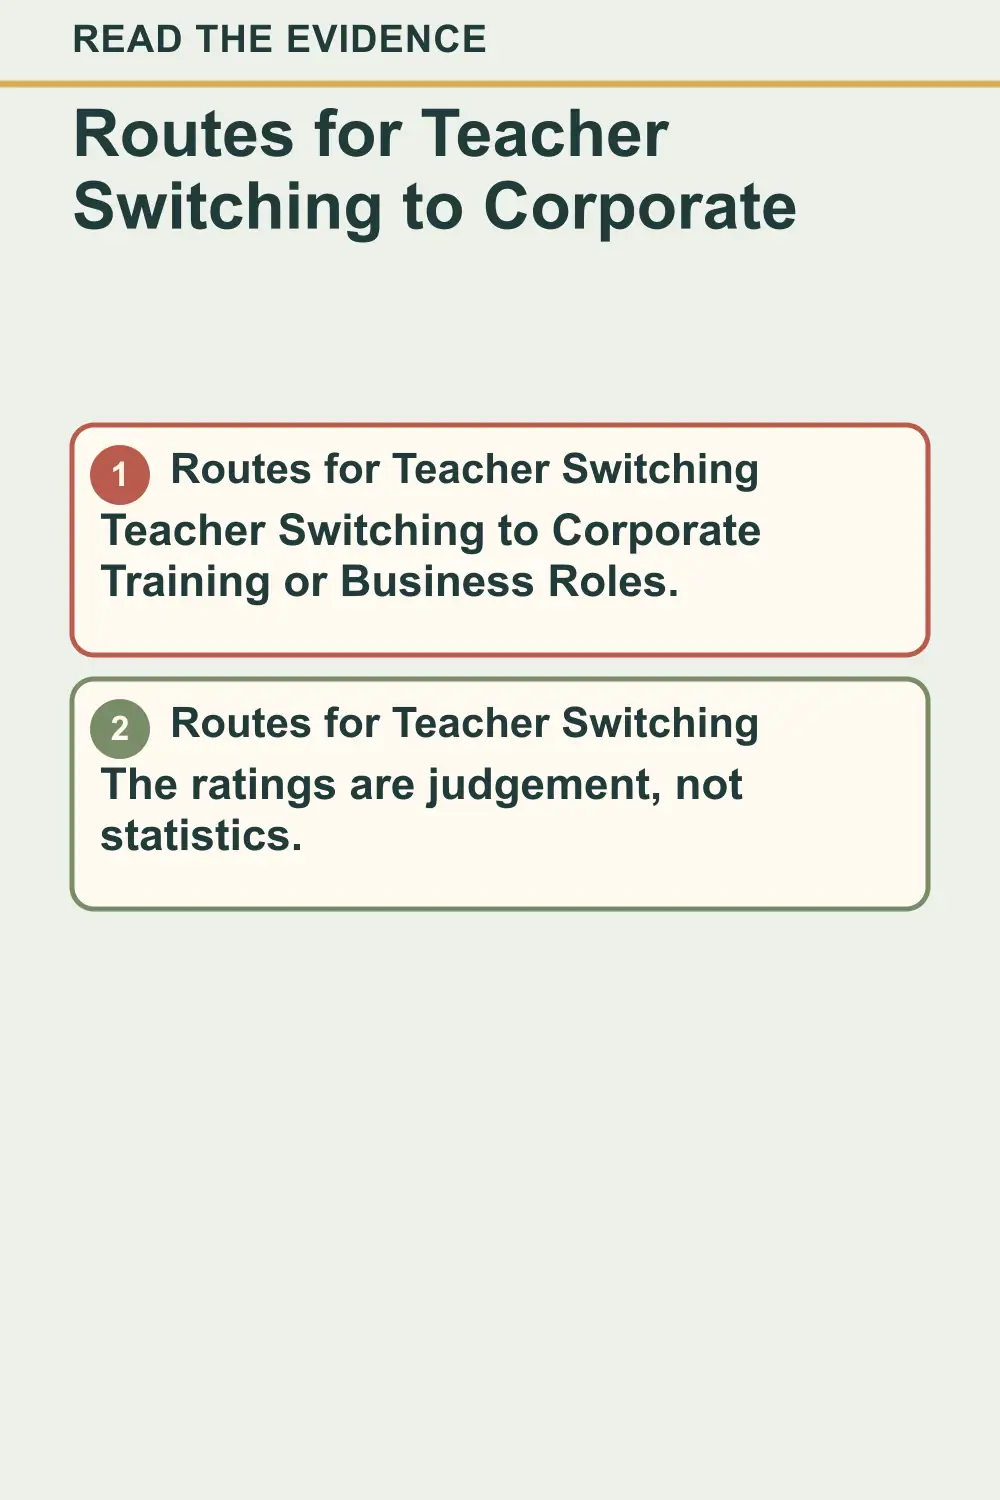 READ THE EVIDENCE
Routes for Teacher
Switching to Corporate
1 Routes for Teacher Switching
Teacher Switching to Corporate
Training or Business Roles.
2 Routes for Teacher Switching
The ratings are judgement, not
statistics.